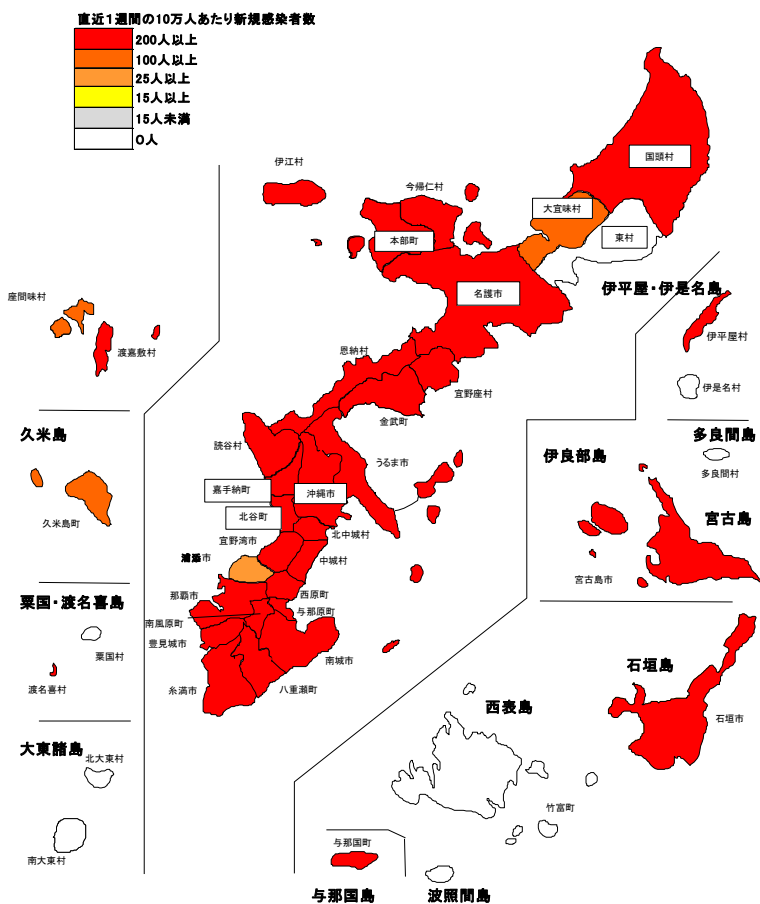 直近1週間の10万人あたり新規感染者数
200人以上
100人以上
25人以上
15人以上
15人未満
0人
国頭村
伊江村
今帰仁村
大宜味村
東村
本部町
名護市
伊平屋・伊是名島
伊平屋村
伊是名村
座間味村
渡嘉敷村
恩納村
宜野座村
金武町
多良間島
多良間村
久米島
久米島町
読谷村
うるま市
伊良部島
宮古島
宮古島市
嘉手納町
沖縄市
北谷町
北中城村
宜野湾市
中城村
市
那覇市
西原町
与那原町
南風原町
豊見城市
南城市
糸満市
八重瀬町
粟国・渡名喜島
粟国村
渡名喜村
石垣島
石垣市
西表島
竹富町
大東諸島
北大東村
南大東村
与那国町
与那国島
波照間島